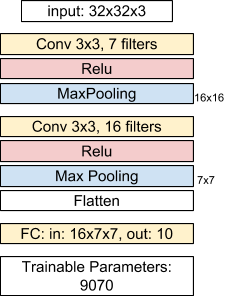 input: 32x32x3
Conv 3x3, 7 filters
Relu
MaxPooling
16x16
Conv 3x3, 16 filters
Relu
Max Pooling
7x7
Flatten
FC: in: 16x7x7, out: 10
Trainable Parameters:
9070